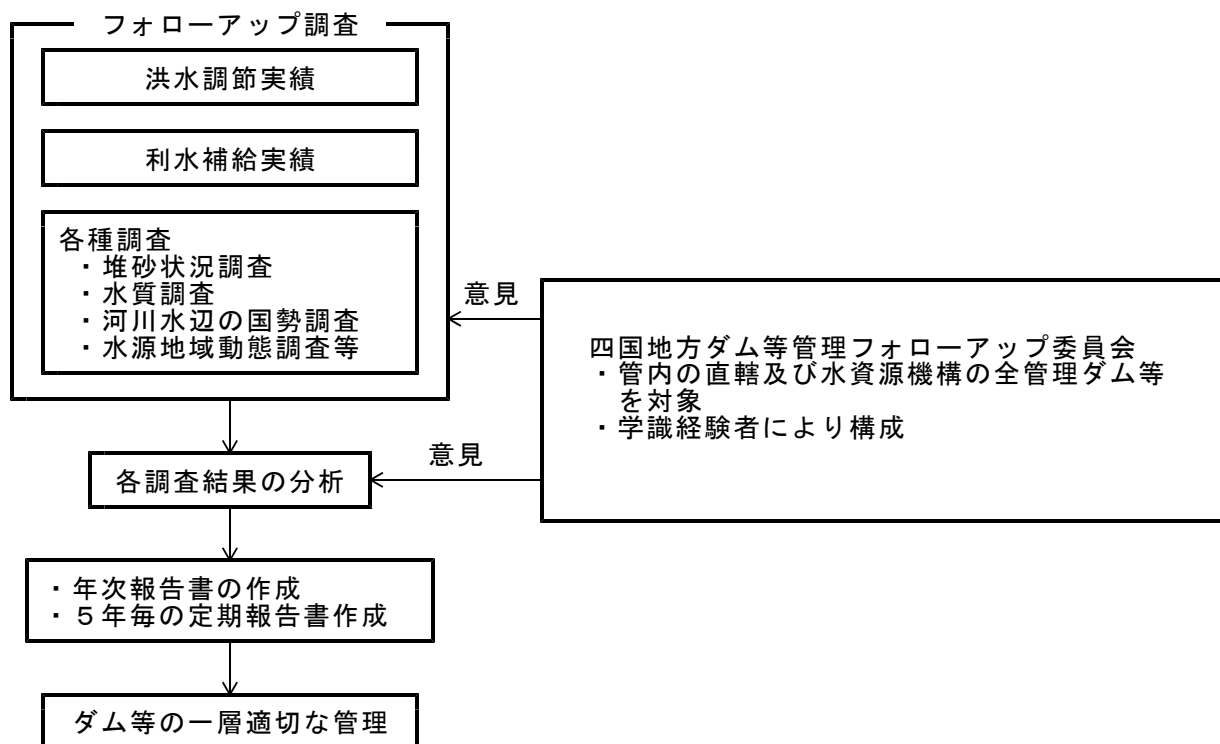 フォローアップ調査
洪水調節実績
利水補給実績
各種調査
・堆砂状況調査
・水質調査
・河川水辺の国勢調査
・水源地域動態調査等
意見
四国地方ダム等管理フォローアップ委員会
・管内の直轄及び水資源機構の全管理ダム等
を対象
・学識経験者により構成
意見
各調査結果の分析
・年次報告書の作成
・５年毎の定期報告書作成
ダム等の一層適切な管理